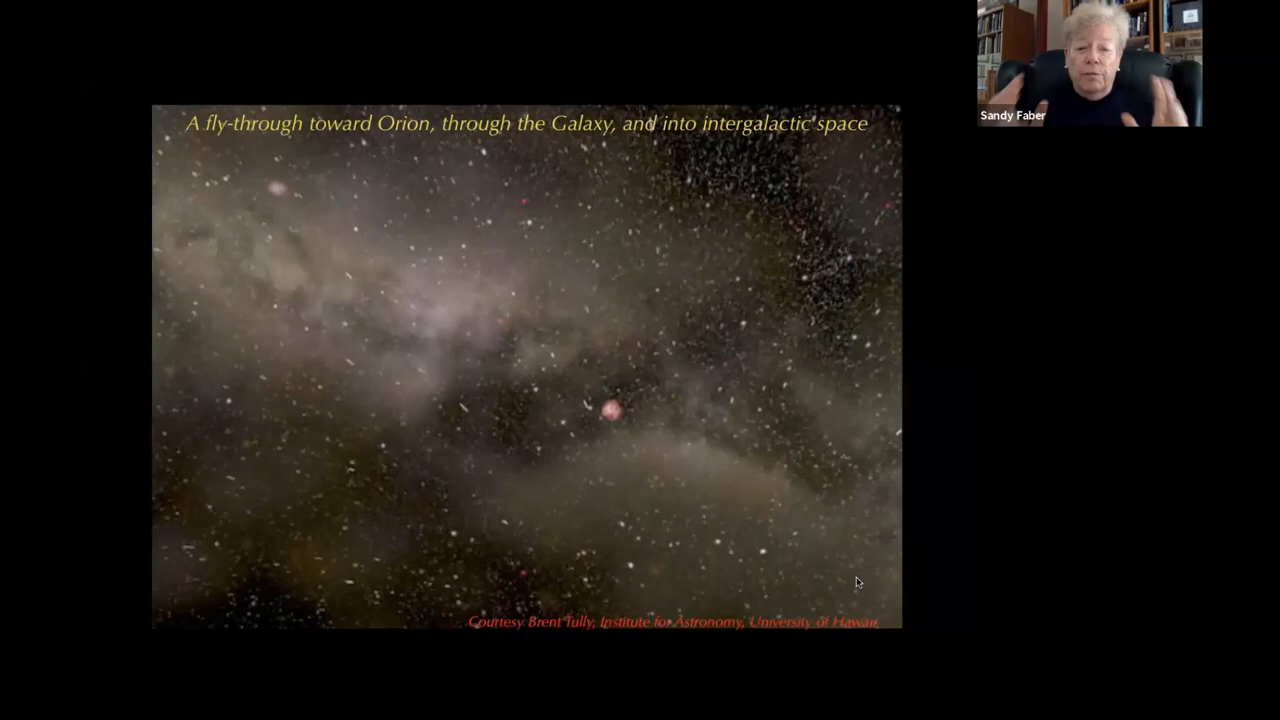 A fly-through toward Orion, through the Galaxy, and into intergalactic space
Sandy Faber
Courtesy Brent Tully, Institute for Astronomy, University of Hawaii